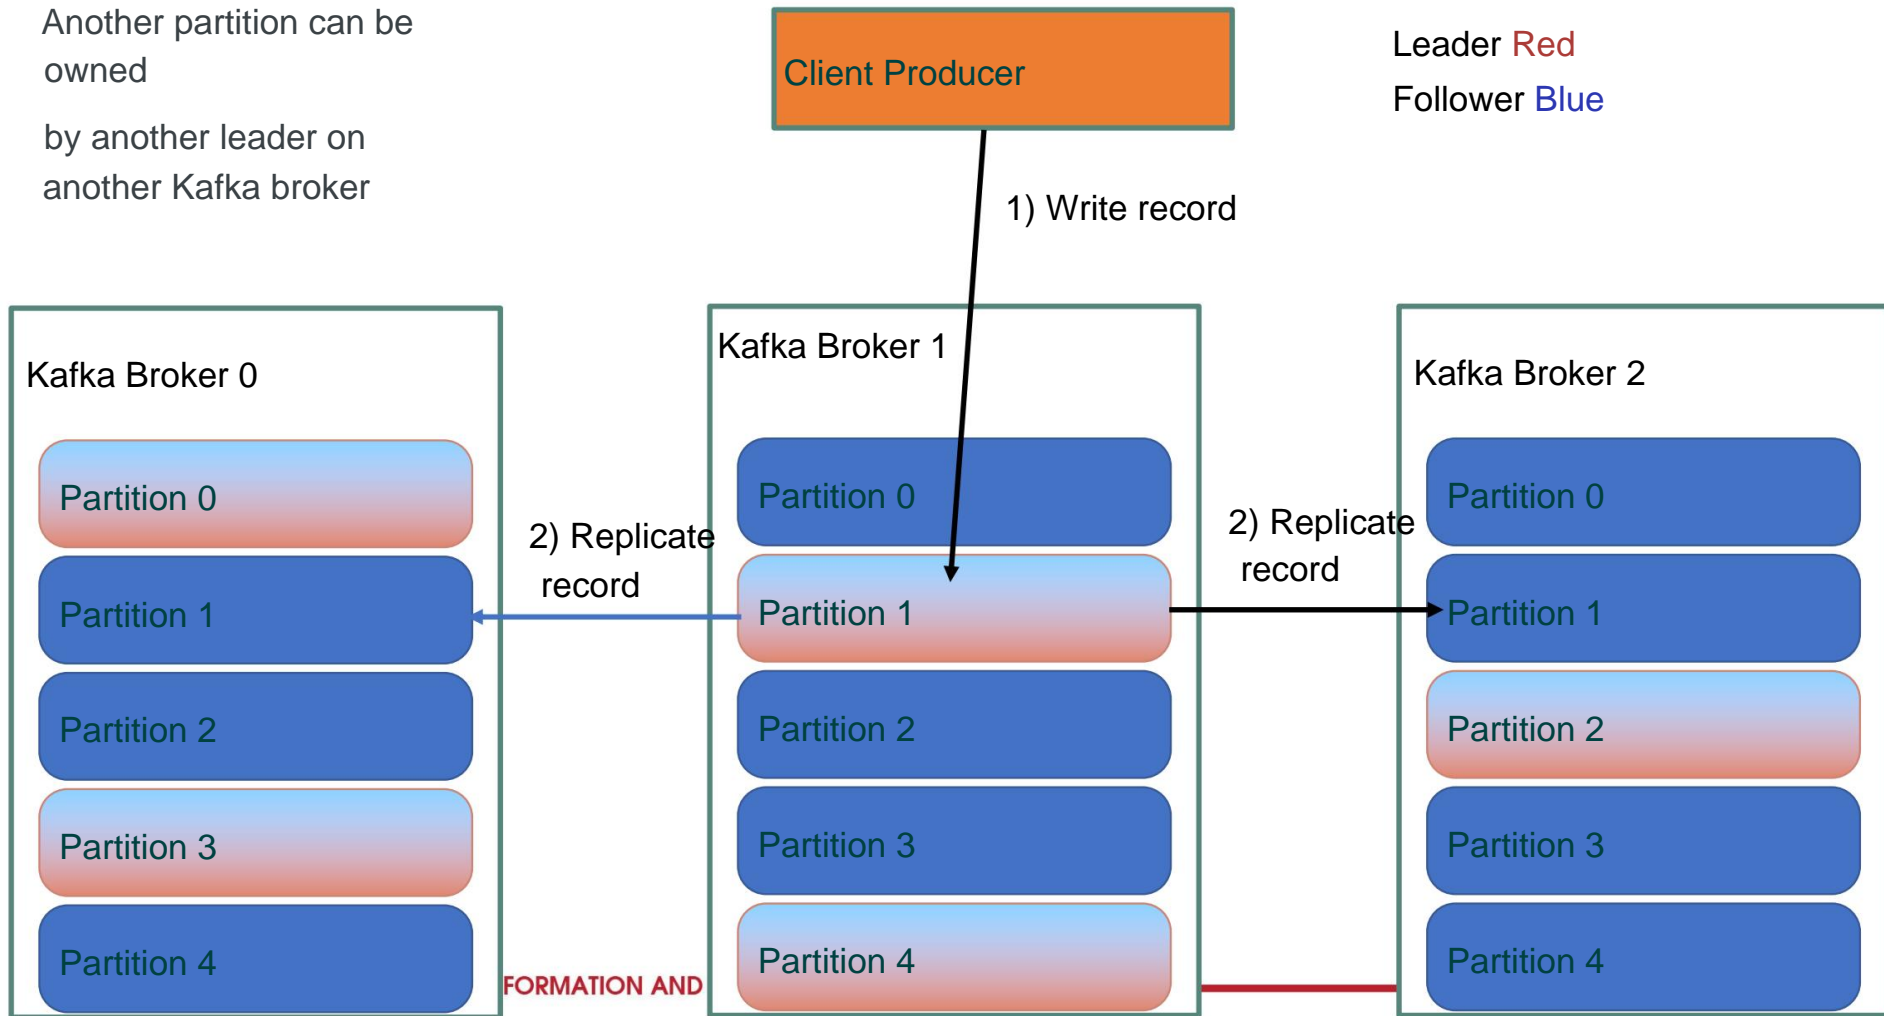 Another partition can be
owned
by another leader on
another Kafka broker
Client Producer
Leader Red
Follower Blue
1) Write record
Kafka Broker 0
Partition 0
Partition 1
Partition 2
Partition 3
Partition 4
2) Replicate
record
Kafka Broker 1
Partition 0
Partition 1
Partition 2
Partition 3
Partition 4
2) Replicate
record
Kafka Broker 2
Partition 0
Partition 1
Partition 2
Partition 3
Partition 4
FORMATION AND